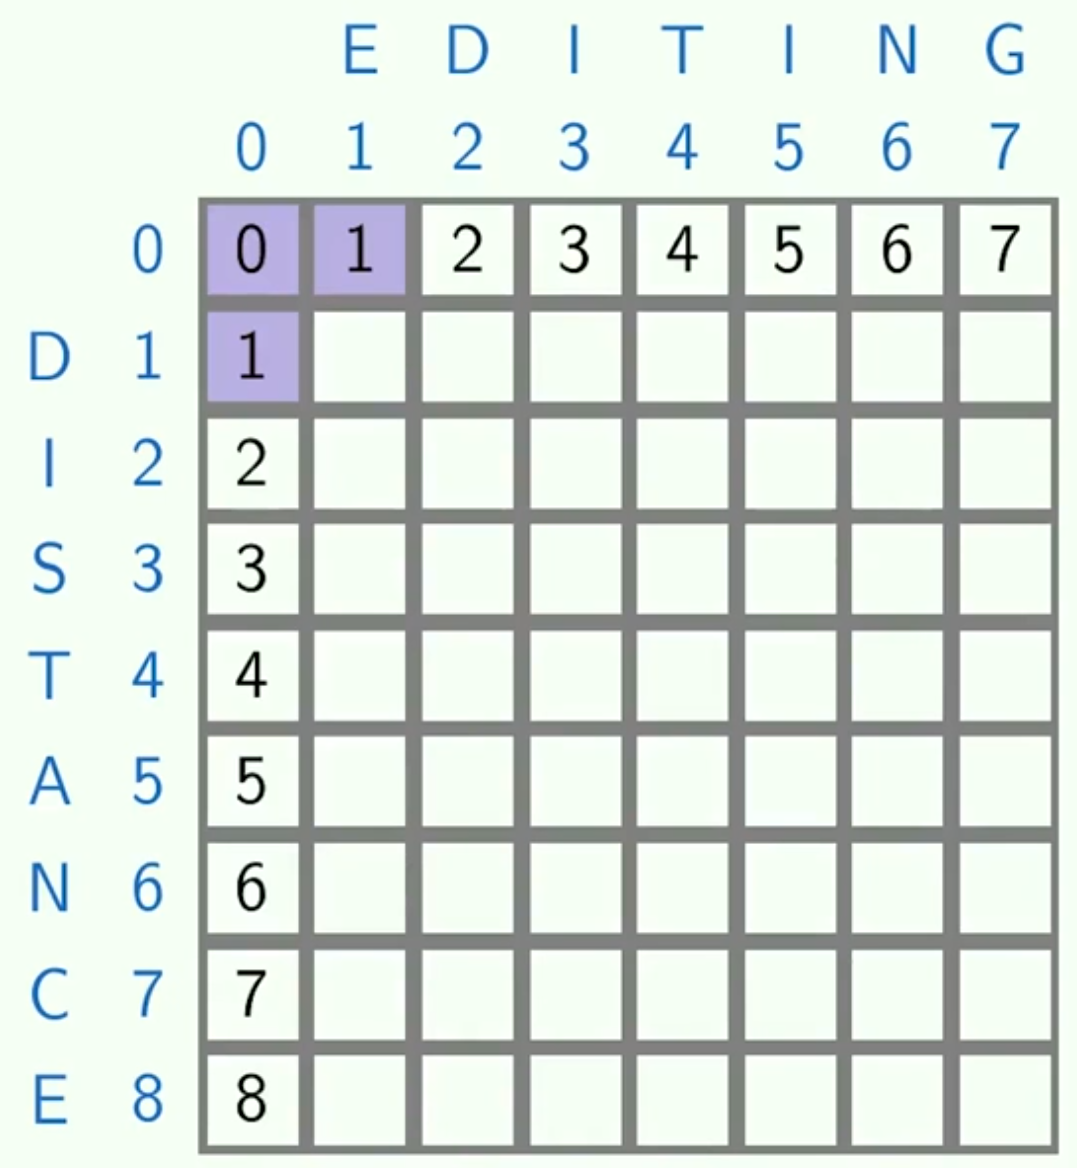 E D I T I N G
0 1 2 3 4 5 6 7
0 0 1 2 3 4 5 6 7
D 1 1
I 2 2
S 3 3
T 4 4
A 5 5
N 6 6
C 7 7
E 8 8